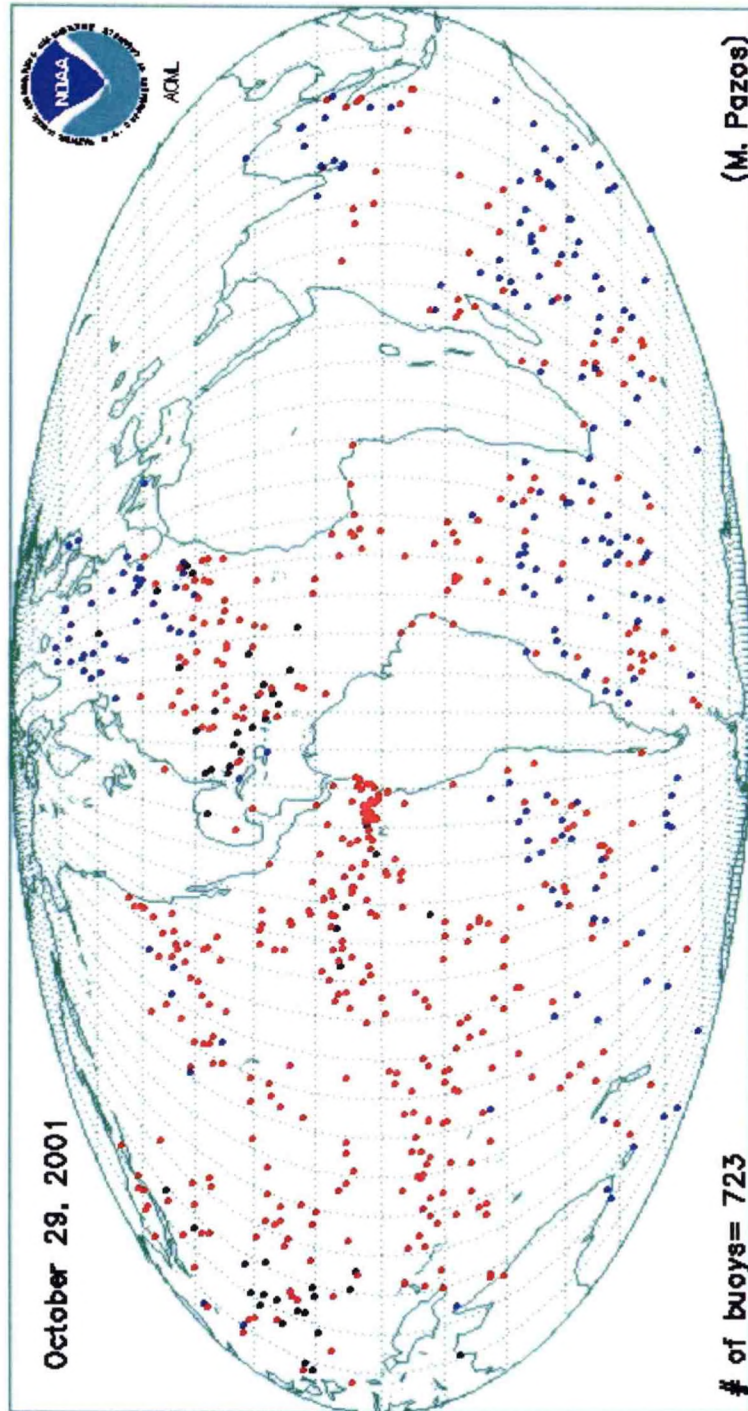 October 29, 2001
NOAA
AOML
# of buoys= 723
(M. Pazos)